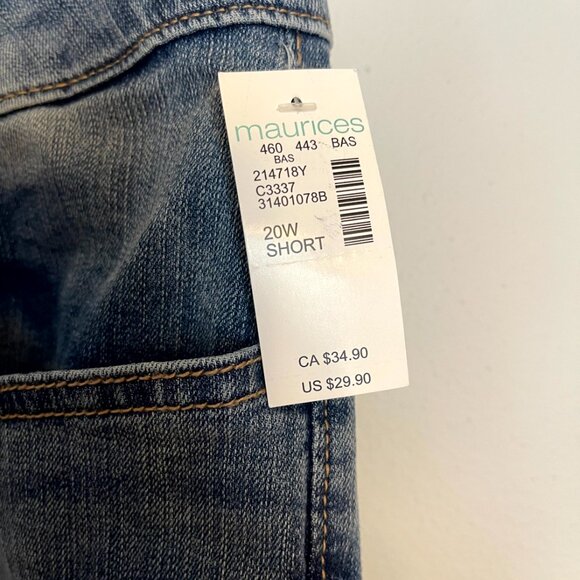 maurices
460 443 BAS
BAS
214718Y
C3337
31401078B
20W
SHORT
CA $34.90
US $29.90